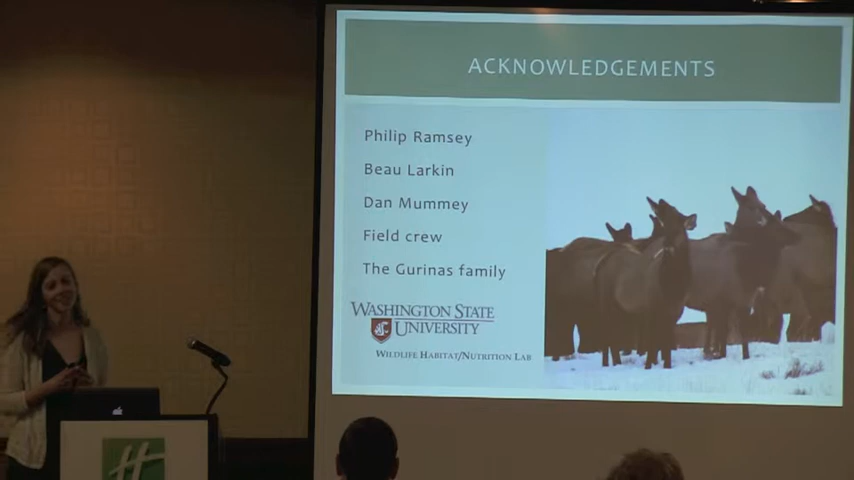 ACKNOWLEDGEMENTS
Philip Ramsey
Beau Larkin
Dan Mummey
Field crew
The Gurinas family
WASHINGTON STATE
UNIVERSITY
WILDLIFE HABITAT/NUTRITION LAB
H